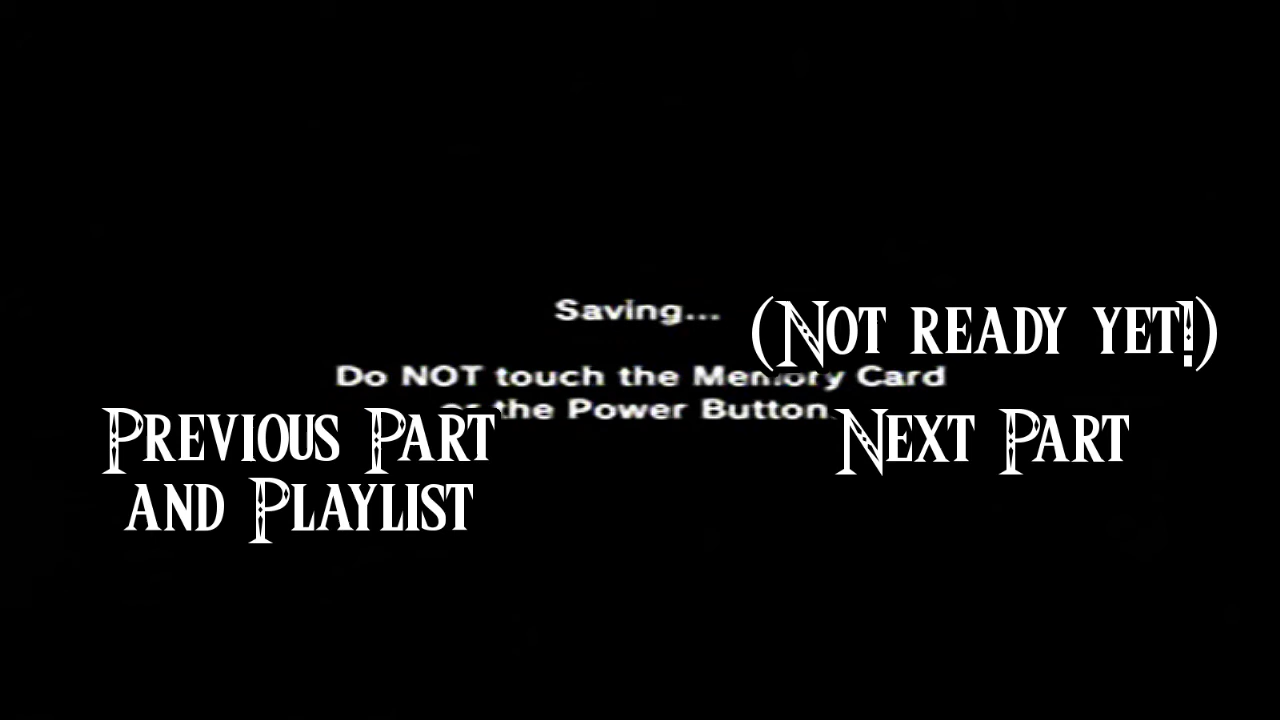 Saving...
(Not ready yet!)
Do NOT touch the Memory Card
or the Power Button.
Previous Part
and Playlist
Next Part